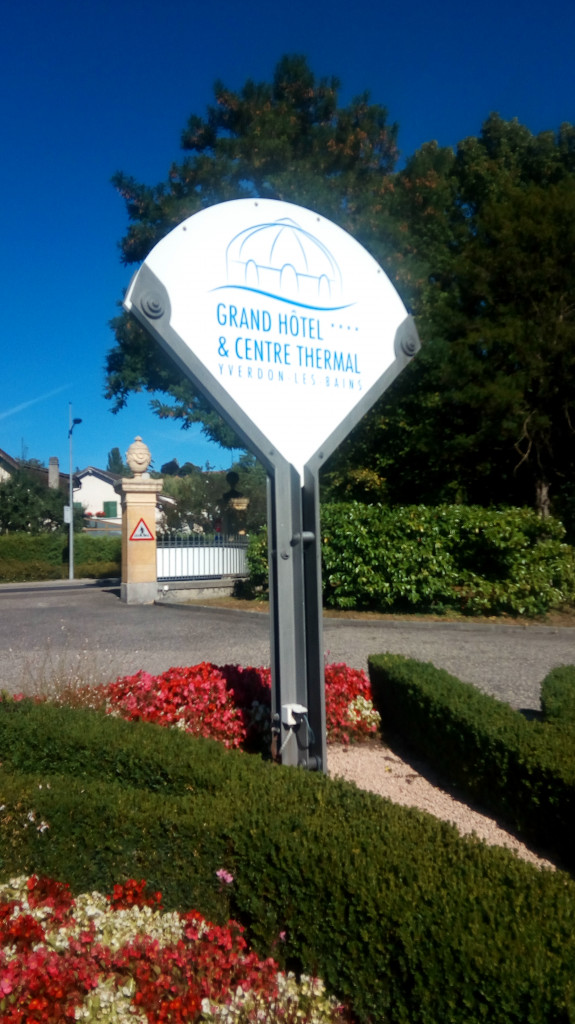 GRAND HÔTEL ****
& CENTRE THERMAL
YVERDON LES BAINS